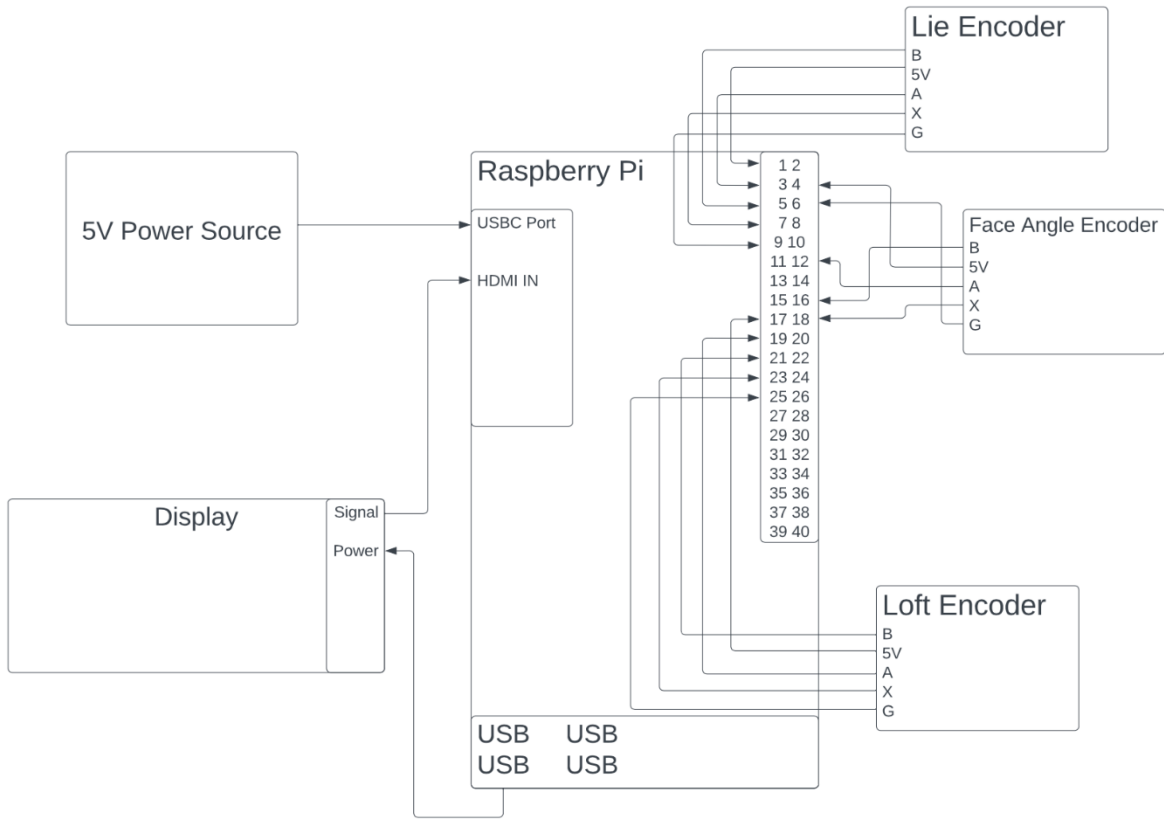 Lie Encoder
B
5V
A
X
G
5V Power Source
Raspberry Pi
USBC Port
HDMI IN
1 2
3 4
5 6
7 8
9 10
11 12
13 14
15 16
17 18
19 20
21 22
23 24
25 26
27 28
29 30
31 32
33 34
35 36
37 38
39 40
Face Angle Encoder
B
5V
A
X
G
Display
Signal
Power
Loft Encoder
B
5V
A
X
G
USB USB
USB USB